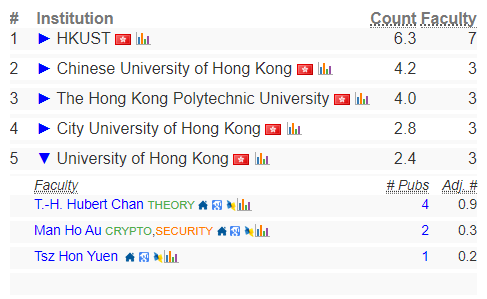 # Institution Count Faculty
1 ► HKUST 6.3 7
2 ► Chinese University of Hong Kong 4.2 3
3 ► The Hong Kong Polytechnic University 4.0 3
4 ► City University of Hong Kong 2.8 3
5 ▼ University of Hong Kong 2.4 3
Faculty # Pubs Adj. #
T.-H. Hubert Chan THEORY 4 0.9
Man Ho Au CRYPTO,SECURITY 2 0.3
Tsz Hon Yuen 1 0.2